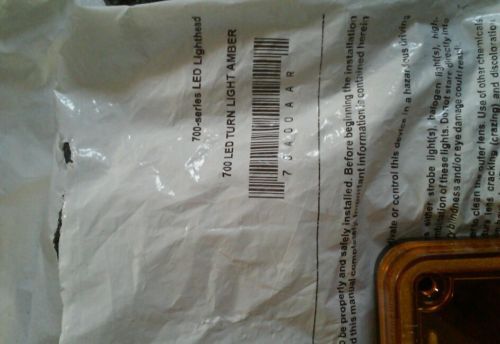 700-series LED Lighthead
700 LED TURN LIGHT AMBER
7 0 A 0 0 A A R
be properly and safely installed. Before beginning the installation
d this manual completely. Important information is contained herein
or control this device in a hazardous driving
either strobe light(s), halogen light(s), high-
of these lights. Do not stare directly into
blindness and/or eye damage could result.
clean the outer lens. Use of other chemicals
lens cracking (crazing) and discoloration